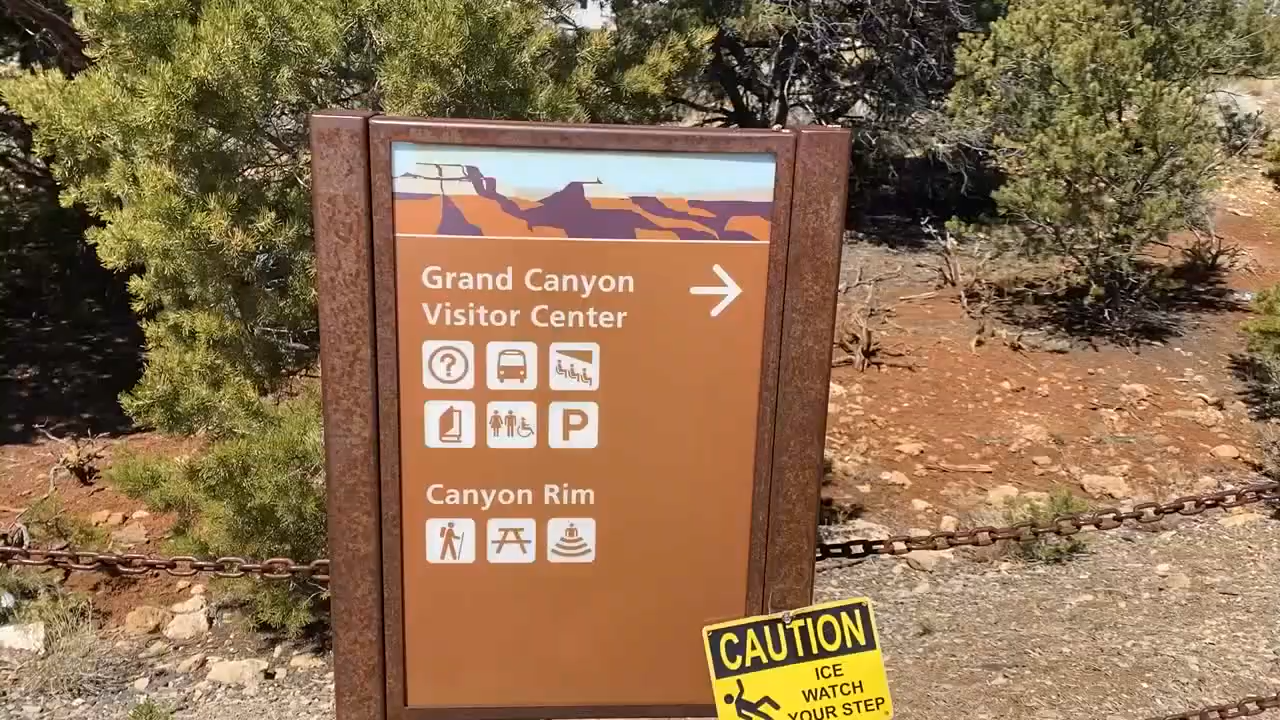 Grand Canyon
Visitor Center
?
P
Canyon Rim
CAUTION
ICE
WATCH
YOUR STEP